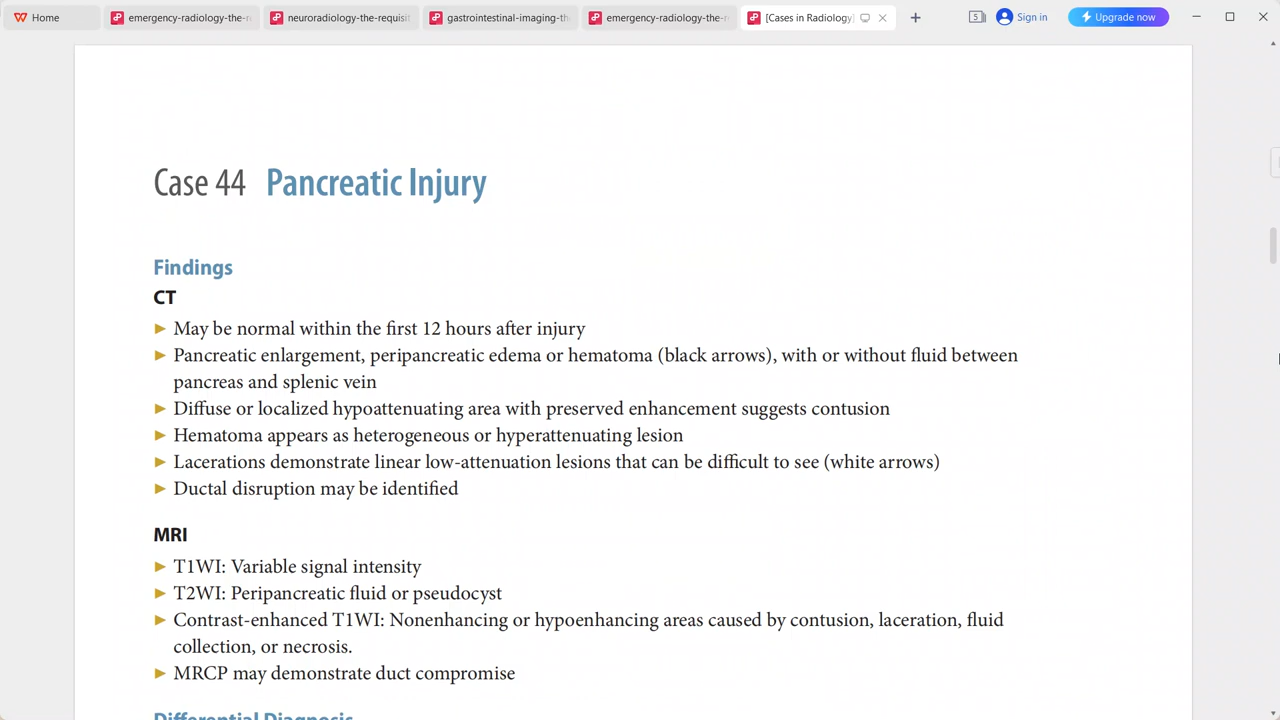 Home
emergency-radiology-the-r
neuroradiology-the-requisit
gastrointestinal-imaging-th
emergency-radiology-the-r
[Cases in Radiology]
5
Sign in
Upgrade now
Case 44 Pancreatic Injury
Findings
CT
► May be normal within the first 12 hours after injury
► Pancreatic enlargement, peripancreatic edema or hematoma (black arrows), with or without fluid between
pancreas and splenic vein
► Diffuse or localized hypoattenuating area with preserved enhancement suggests contusion
► Hematoma appears as heterogeneous or hyperattenuating lesion
► Lacerations demonstrate linear low-attenuation lesions that can be difficult to see (white arrows)
► Ductal disruption may be identified
MRI
► T1WI: Variable signal intensity
► T2WI: Peripancreatic fluid or pseudocyst
► Contrast-enhanced T1WI: Nonenhancing or hypoenhancing areas caused by contusion, laceration, fluid
collection, or necrosis.
► MRCP may demonstrate duct compromise
Differential Diagnosis